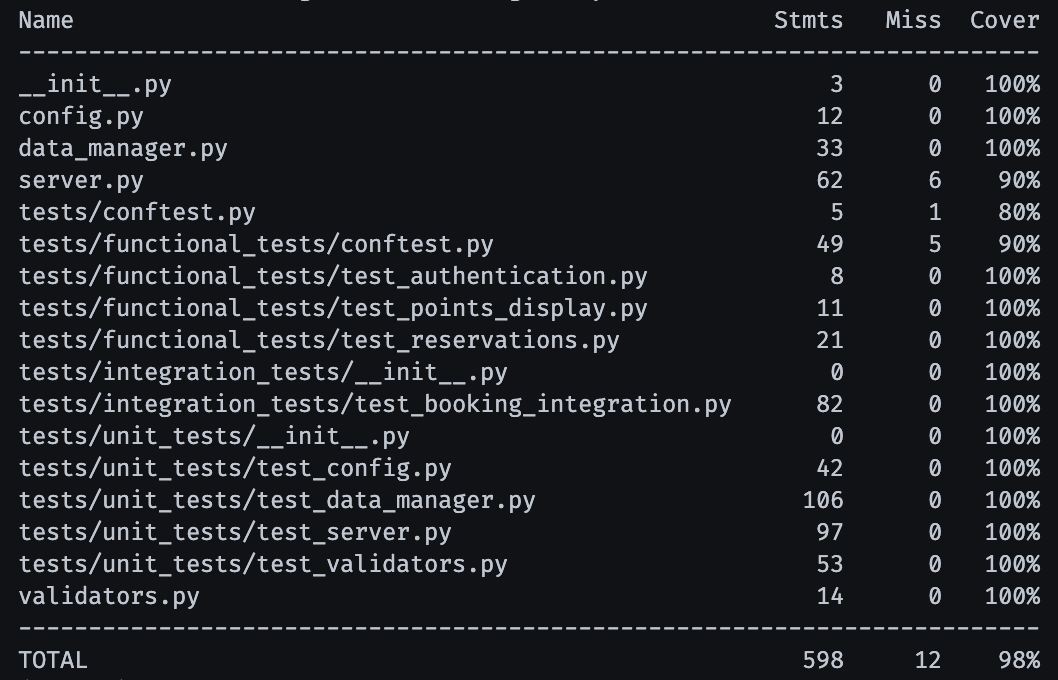 Name Stmts Miss Cover
-------------------------------------------------------------------------
__init__.py 3 0 100%
config.py 12 0 100%
data_manager.py 33 0 100%
server.py 62 6 90%
tests/conftest.py 5 1 80%
tests/functional_tests/conftest.py 49 5 90%
tests/functional_tests/test_authentication.py 8 0 100%
tests/functional_tests/test_points_display.py 11 0 100%
tests/functional_tests/test_reservations.py 21 0 100%
tests/integration_tests/__init__.py 0 0 100%
tests/integration_tests/test_booking_integration.py 82 0 100%
tests/unit_tests/__init__.py 0 0 100%
tests/unit_tests/test_config.py 42 0 100%
tests/unit_tests/test_data_manager.py 106 0 100%
tests/unit_tests/test_server.py 97 0 100%
tests/unit_tests/test_validators.py 53 0 100%
validators.py 14 0 100%
-------------------------------------------------------------------------
TOTAL 598 12 98%